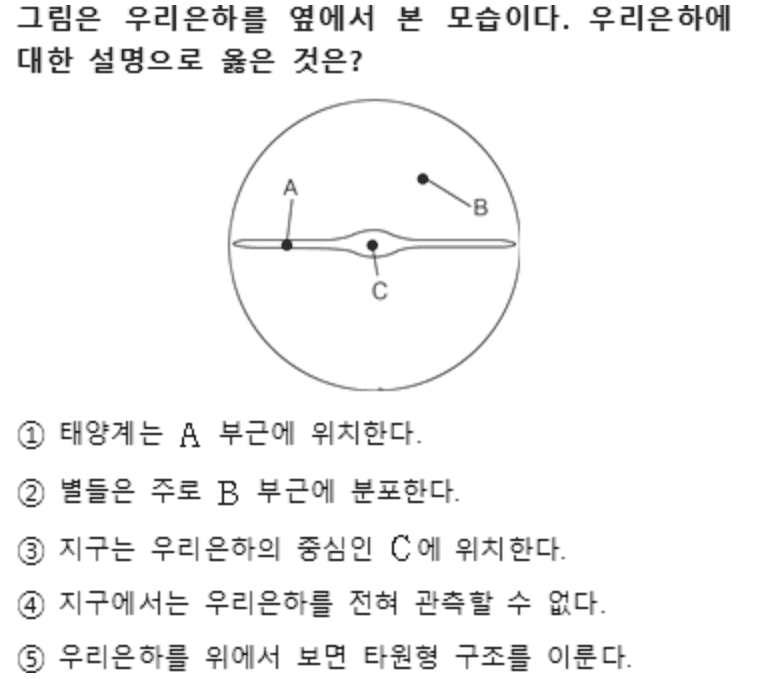 그림은 우리은하를 옆에서 본 모습이다. 우리은하에
대한 설명으로 옳은 것은?
A
B
C
① 태양계는 A 부근에 위치한다.
② 별들은 주로 B 부근에 분포한다.
③ 지구는 우리은하의 중심인 C에 위치한다.
④ 지구에서는 우리은하를 전혀 관측할 수 없다.
⑤ 우리은하를 위에서 보면 타원형 구조를 이룬다.